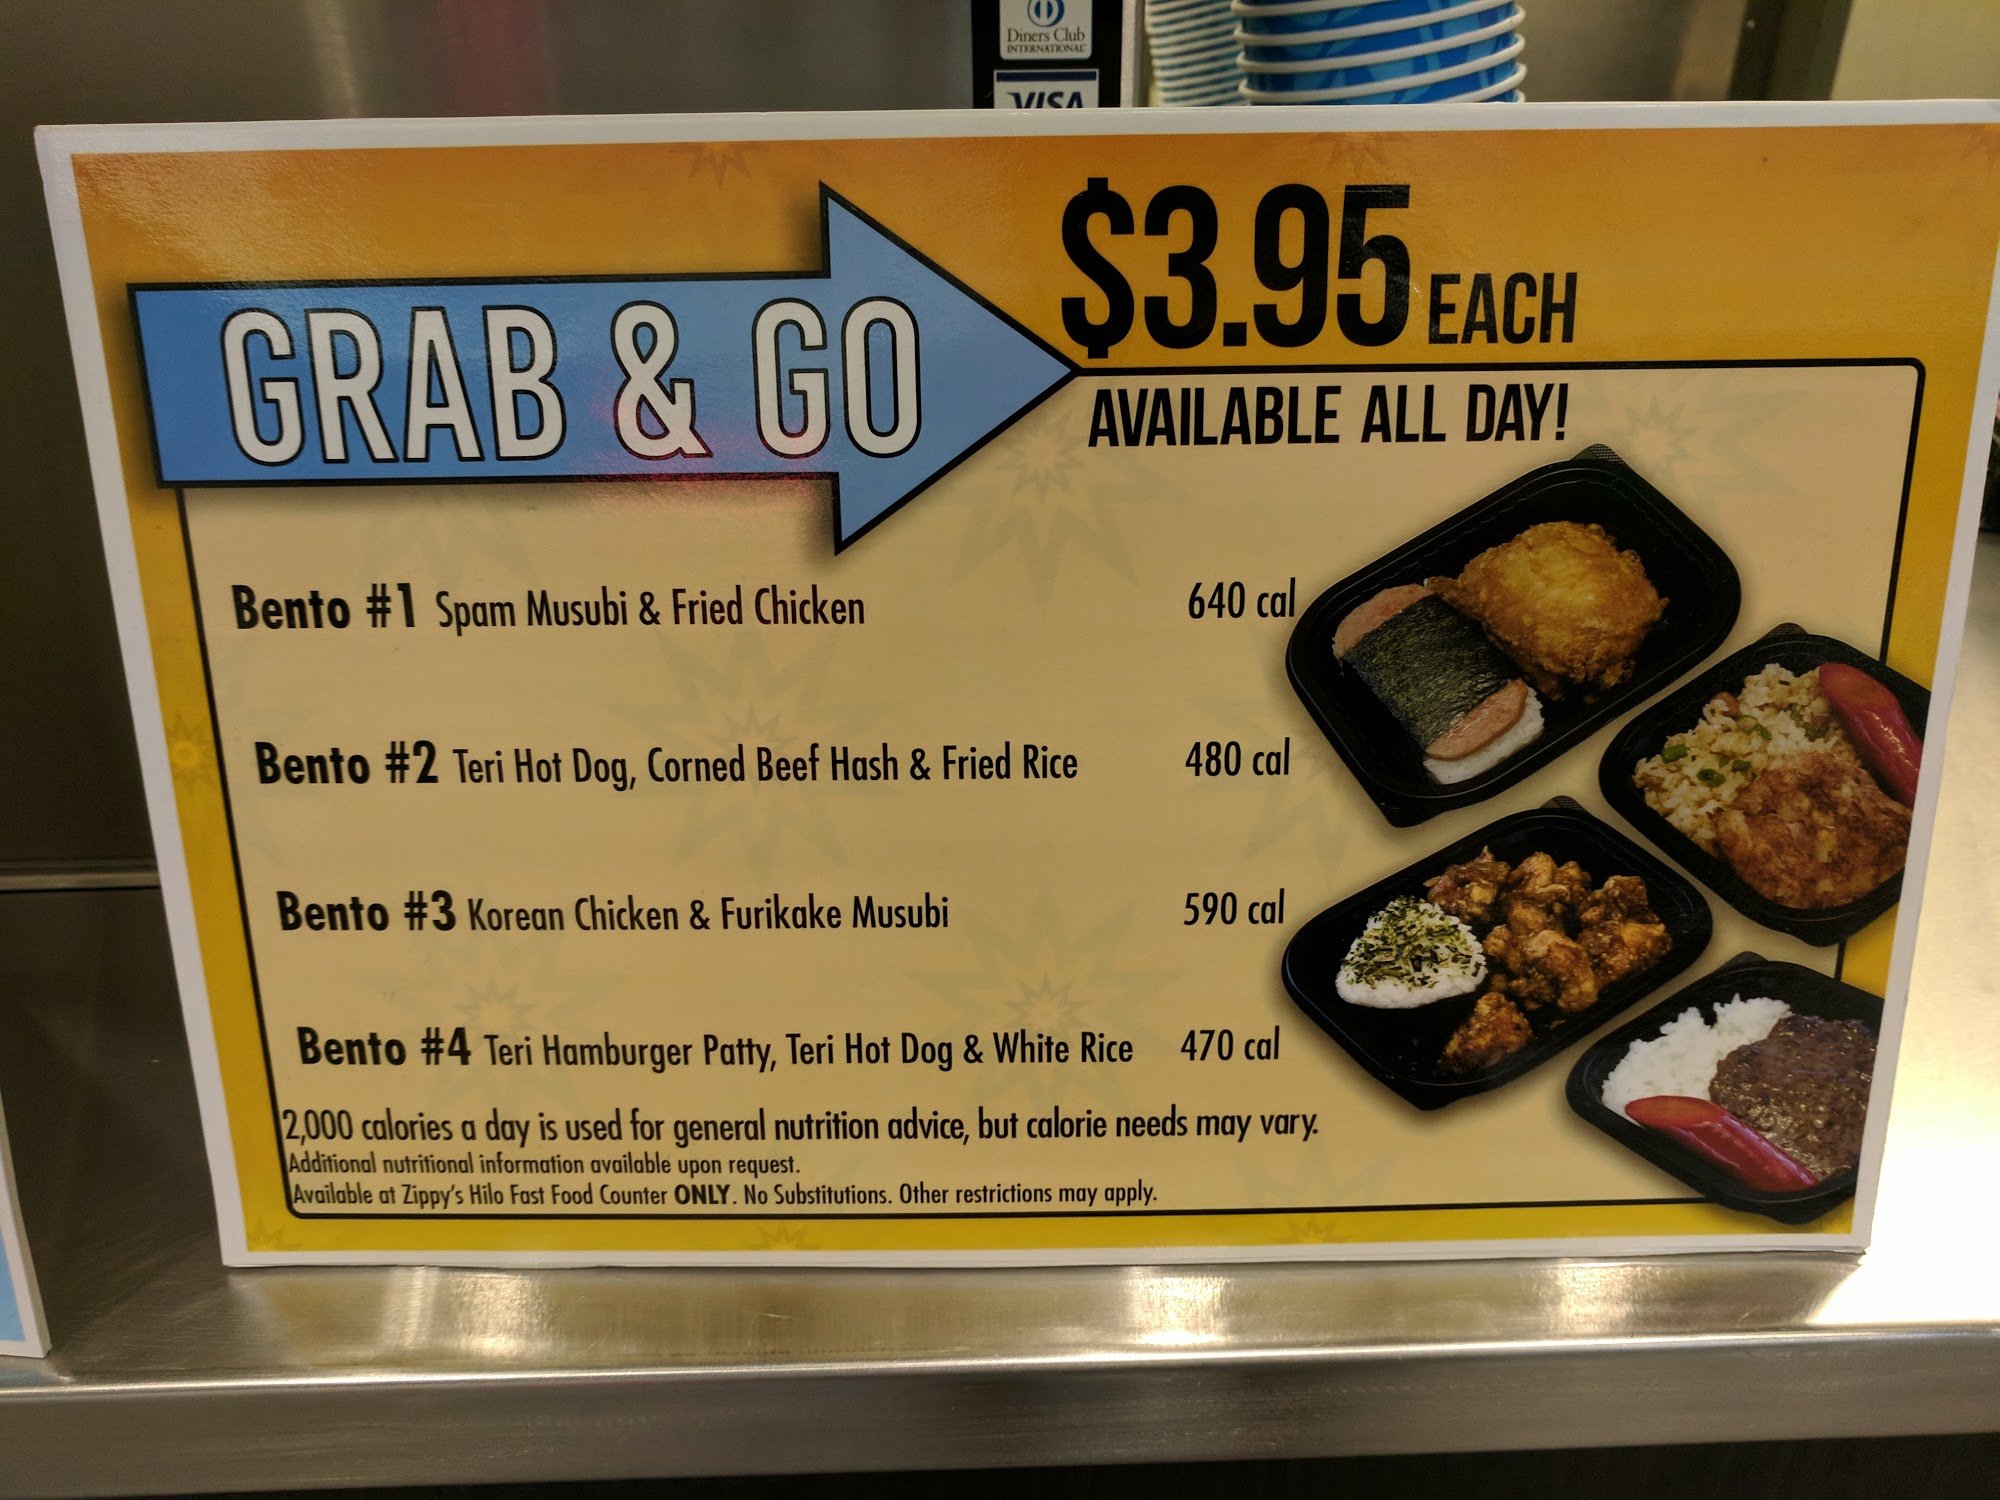 Diners Club
INTERNATIONAL
VISA
GRAB & GO
$3.95 EACH
AVAILABLE ALL DAY!
Bento #1 Spam Musubi & Fried Chicken 640 cal
Bento #2 Teri Hot Dog, Corned Beef Hash & Fried Rice 480 cal
Bento #3 Korean Chicken & Furikake Musubi 590 cal
Bento #4 Teri Hamburger Patty, Teri Hot Dog & White Rice 470 cal
2,000 calories a day is used for general nutrition advice, but calorie needs may vary.
Additional nutritional information available upon request.
Available at Zippy's Hilo Fast Food Counter ONLY. No Substitutions. Other restrictions may apply.